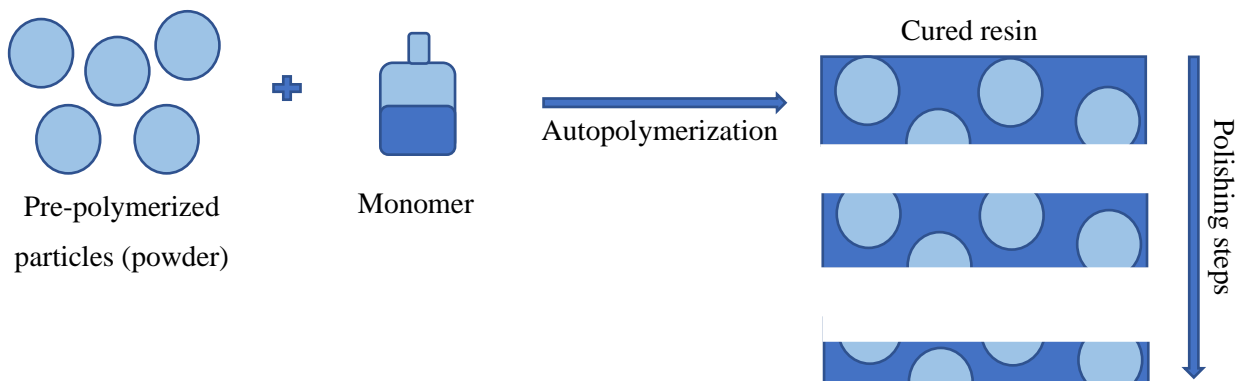 Cured resin
Autopolymerization
Pre-polymerized
particles (powder)
Monomer
Polishing steps